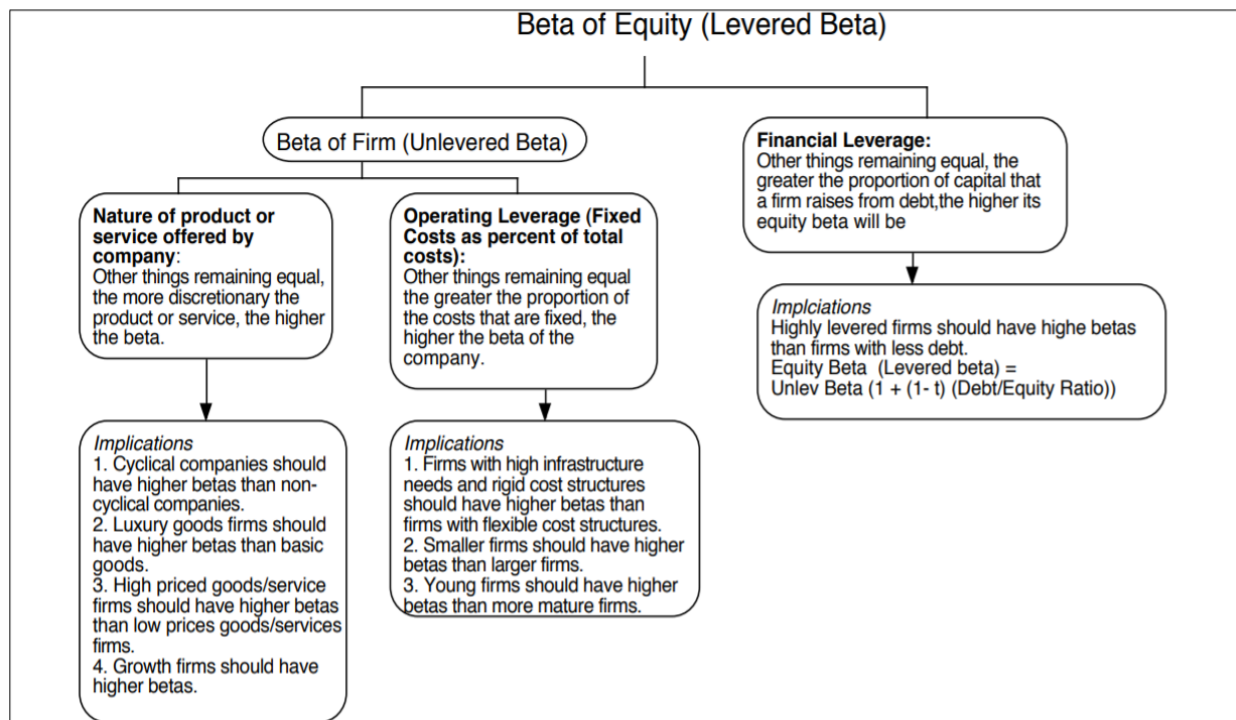 Beta of Equity (Levered Beta)
Beta of Firm (Unlevered Beta)
Nature of product or
service offered by
company:
Other things remaining equal,
the more discretionary the
product or service, the higher
the beta.
Operating Leverage (Fixed
Costs as percent of total
costs):
Other things remaining equal
the greater the proportion of
the costs that are fixed, the
higher the beta of the
company.
Financial Leverage:
Other things remaining equal, the
greater the proportion of capital that
a firm raises from debt,the higher its
equity beta will be
Implications
1. Cyclical companies should
have higher betas than non-
cyclical companies.
2. Luxury goods firms should
have higher betas than basic
goods.
3. High priced goods/service
firms should have higher betas
than low prices goods/services
firms.
4. Growth firms should have
higher betas.
Implications
1. Firms with high infrastructure
needs and rigid cost structures
should have higher betas than
firms with flexible cost structures.
2. Smaller firms should have higher
betas than larger firms.
3. Young firms should have higher
betas than more mature firms.
Implciations
Highly levered firms should have highe betas
than firms with less debt.
Equity Beta (Levered beta) =
Unlev Beta (1 + (1- t) (Debt/Equity Ratio))